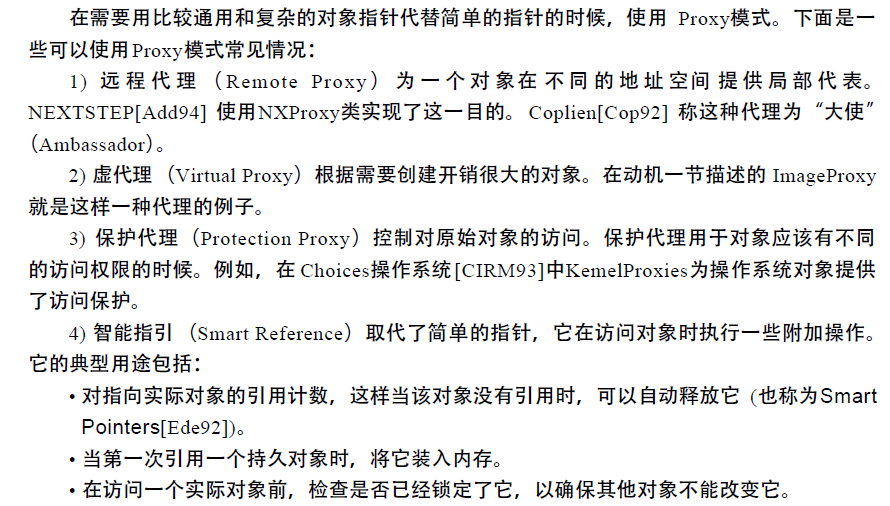 在需要用比较通用和复杂的对象指针代替简单的指针的时候，使用 Proxy模式。下面是一
些可以使用Proxy模式常见情况：
1) 远程代理（Remote Proxy）为一个对象在不同的地址空间提供局部代表。
NEXTSTEP[Add94] 使用NXProxy类实现了这一目的。Coplien[Cop92] 称这种代理为“大使”
（Ambassador）。
2) 虚代理（Virtual Proxy）根据需要创建开销很大的对象。在动机一节描述的 ImageProxy
就是这样一种代理的例子。
3) 保护代理（Protection Proxy）控制对原始对象的访问。保护代理用于对象应该有不同
的访问权限的时候。例如，在 Choices操作系统[CIRM93]中KemelProxies为操作系统对象提供
了访问保护。
4) 智能指引（Smart Reference）取代了简单的指针，它在访问对象时执行一些附加操作。
它的典型用途包括：
• 对指向实际对象的引用计数，这样当该对象没有引用时，可以自动释放它 (也称为Smart
Pointers[Ede92])。
• 当第一次引用一个持久对象时，将它装入内存。
• 在访问一个实际对象前，检查是否已经锁定了它，以确保其他对象不能改变它。